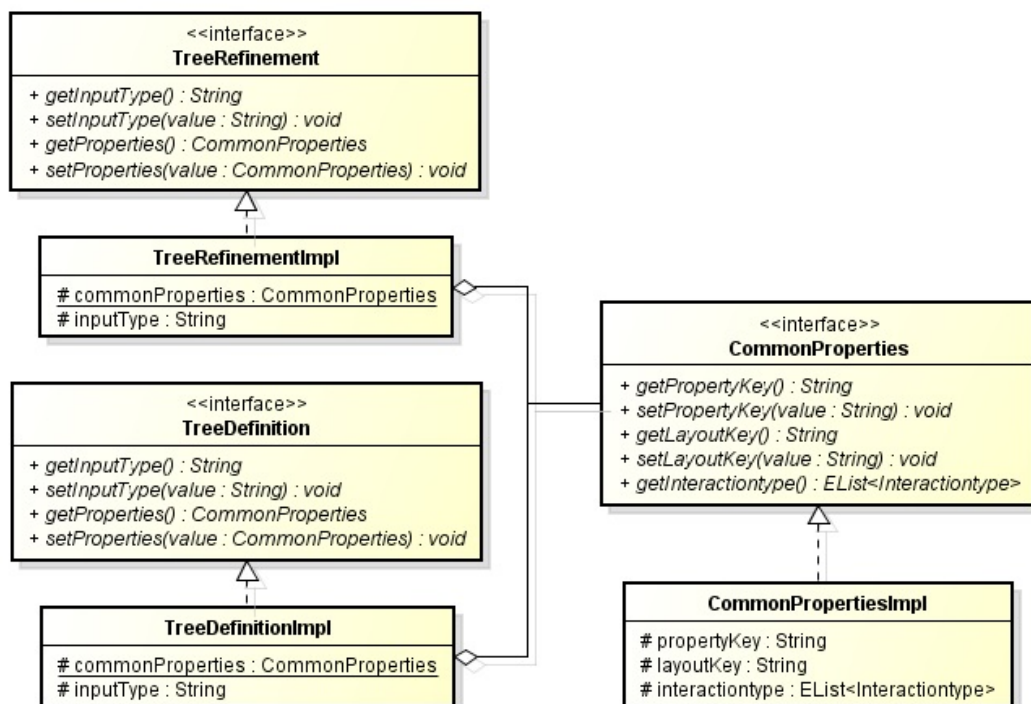 <<interface>>
TreeRefinement
+ getInputType() : String
+ setInputType(value : String) : void
+ getProperties() : CommonProperties
+ setProperties(value : CommonProperties) : void
TreeRefinementImpl
# commonProperties : CommonProperties
# inputType : String
<<interface>>
TreeDefinition
+ getInputType() : String
+ setInputType(value : String) : void
+ getProperties() : CommonProperties
+ setProperties(value : CommonProperties) : void
TreeDefinitionImpl
# commonProperties : CommonProperties
# inputType : String
<<interface>>
CommonProperties
+ getPropertyKey() : String
+ setPropertyKey(value : String) : void
+ getLayoutKey() : String
+ setLayoutKey(value : String) : void
+ getInteractiontype() : EList<Interactiontype>
CommonPropertiesImpl
# propertyKey : String
# layoutKey : String
# interactiontype : EList<Interactiontype>